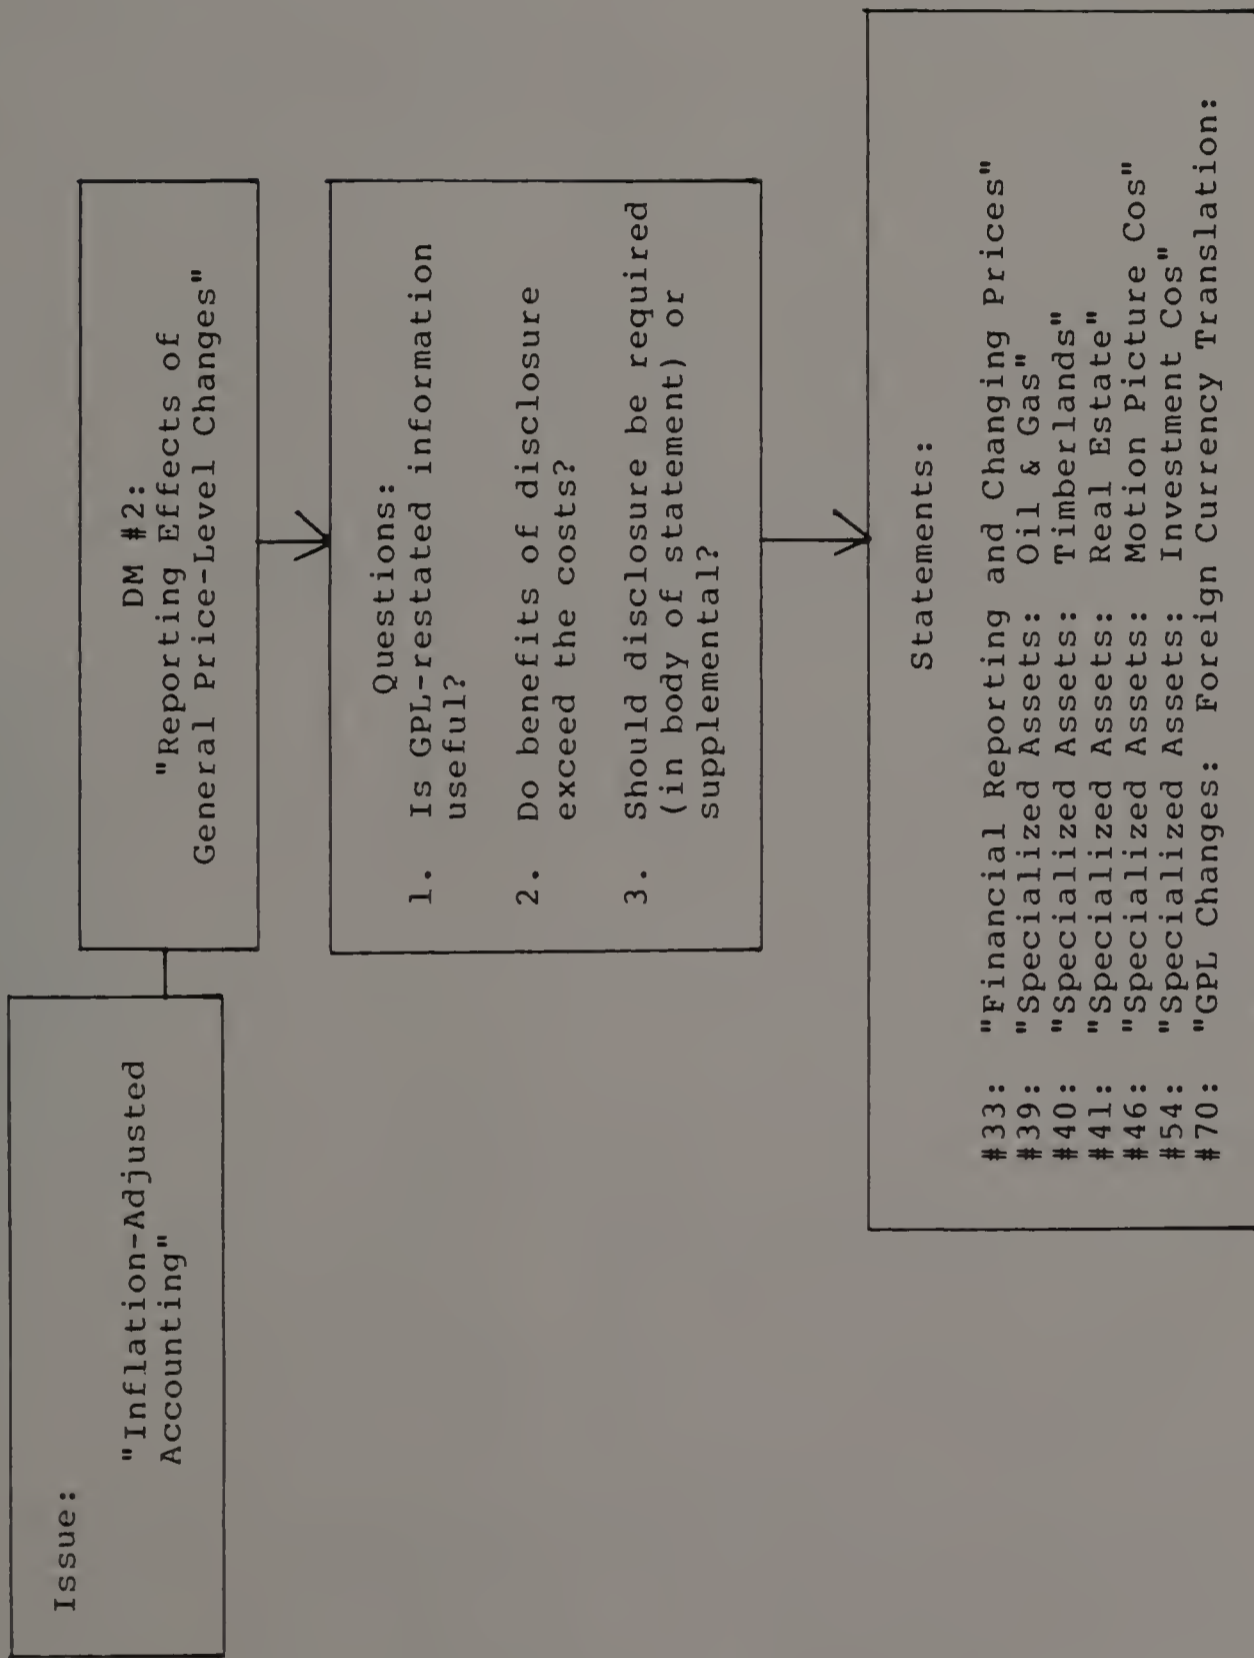 Issue:
"Inflation-Adjusted
Accounting"
DM #2:
"Reporting Effects of
General Price-Level Changes"
Questions:
1. Is GPL-restated information
useful?
2. Do benefits of disclosure
exceed the costs?
3. Should disclosure be required
(in body of statement) or
supplemental?
Statements:
#33: "Financial Reporting and Changing Prices"
#39: "Specialized Assets: Oil & Gas"
#40: "Specialized Assets: Timberlands"
#41: "Specialized Assets: Real Estate"
#46: "Specialized Assets: Motion Picture Cos"
#54: "Specialized Assets: Investment Cos"
#70: "GPL Changes: Foreign Currency Translation: